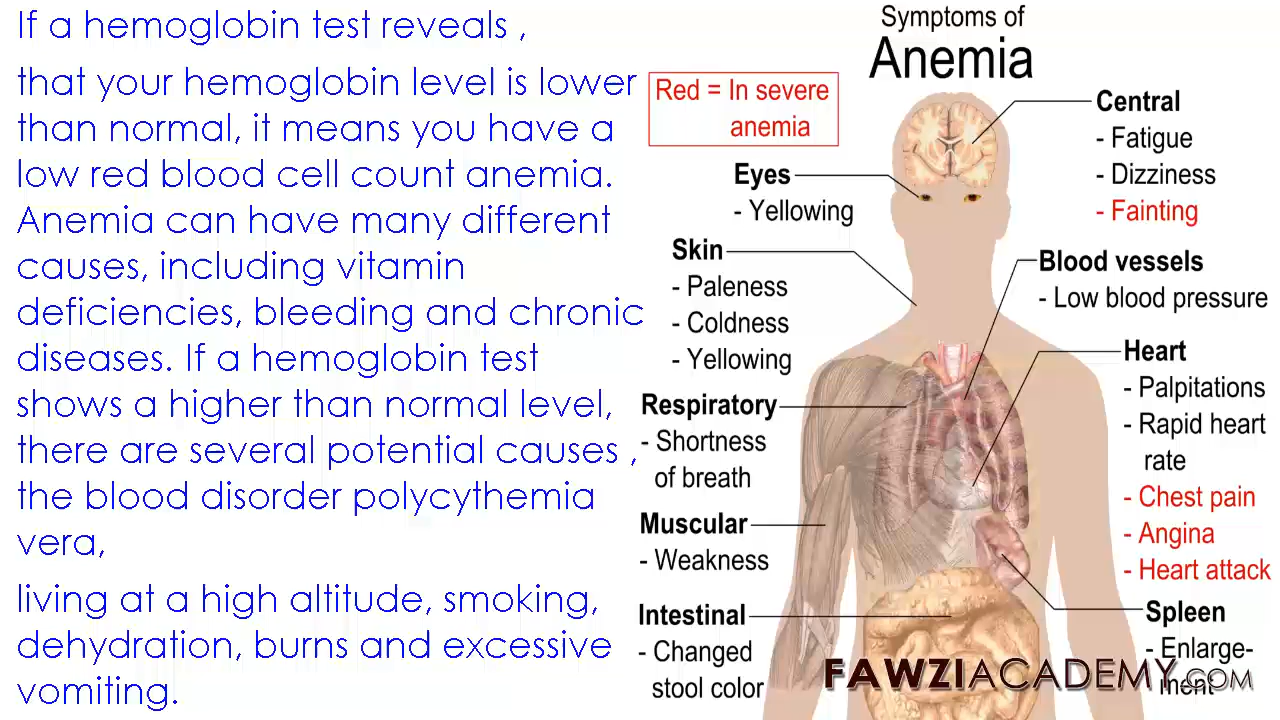 If a hemoglobin test reveals ,
that your hemoglobin level is lower
than normal, it means you have a
low red blood cell count anemia.
Anemia can have many different
causes, including vitamin
deficiencies, bleeding and chronic
diseases. If a hemoglobin test
shows a higher than normal level,
there are several potential causes ,
the blood disorder polycythemia
vera,
living at a high altitude, smoking,
dehydration, burns and excessive
vomiting.
Symptoms of
Anemia
Red = In severe
anemia
Central
- Fatigue
- Dizziness
- Fainting
Eyes
- Yellowing
Skin
- Paleness
- Coldness
- Yellowing
Blood vessels
- Low blood pressure
Heart
- Palpitations
- Rapid heart
rate
- Chest pain
- Angina
- Heart attack
Respiratory
- Shortness
of breath
Muscular
- Weakness
Intestinal
- Changed
stool color
Spleen
- Enlarge-
ment
FAWZIACADEMY.COM